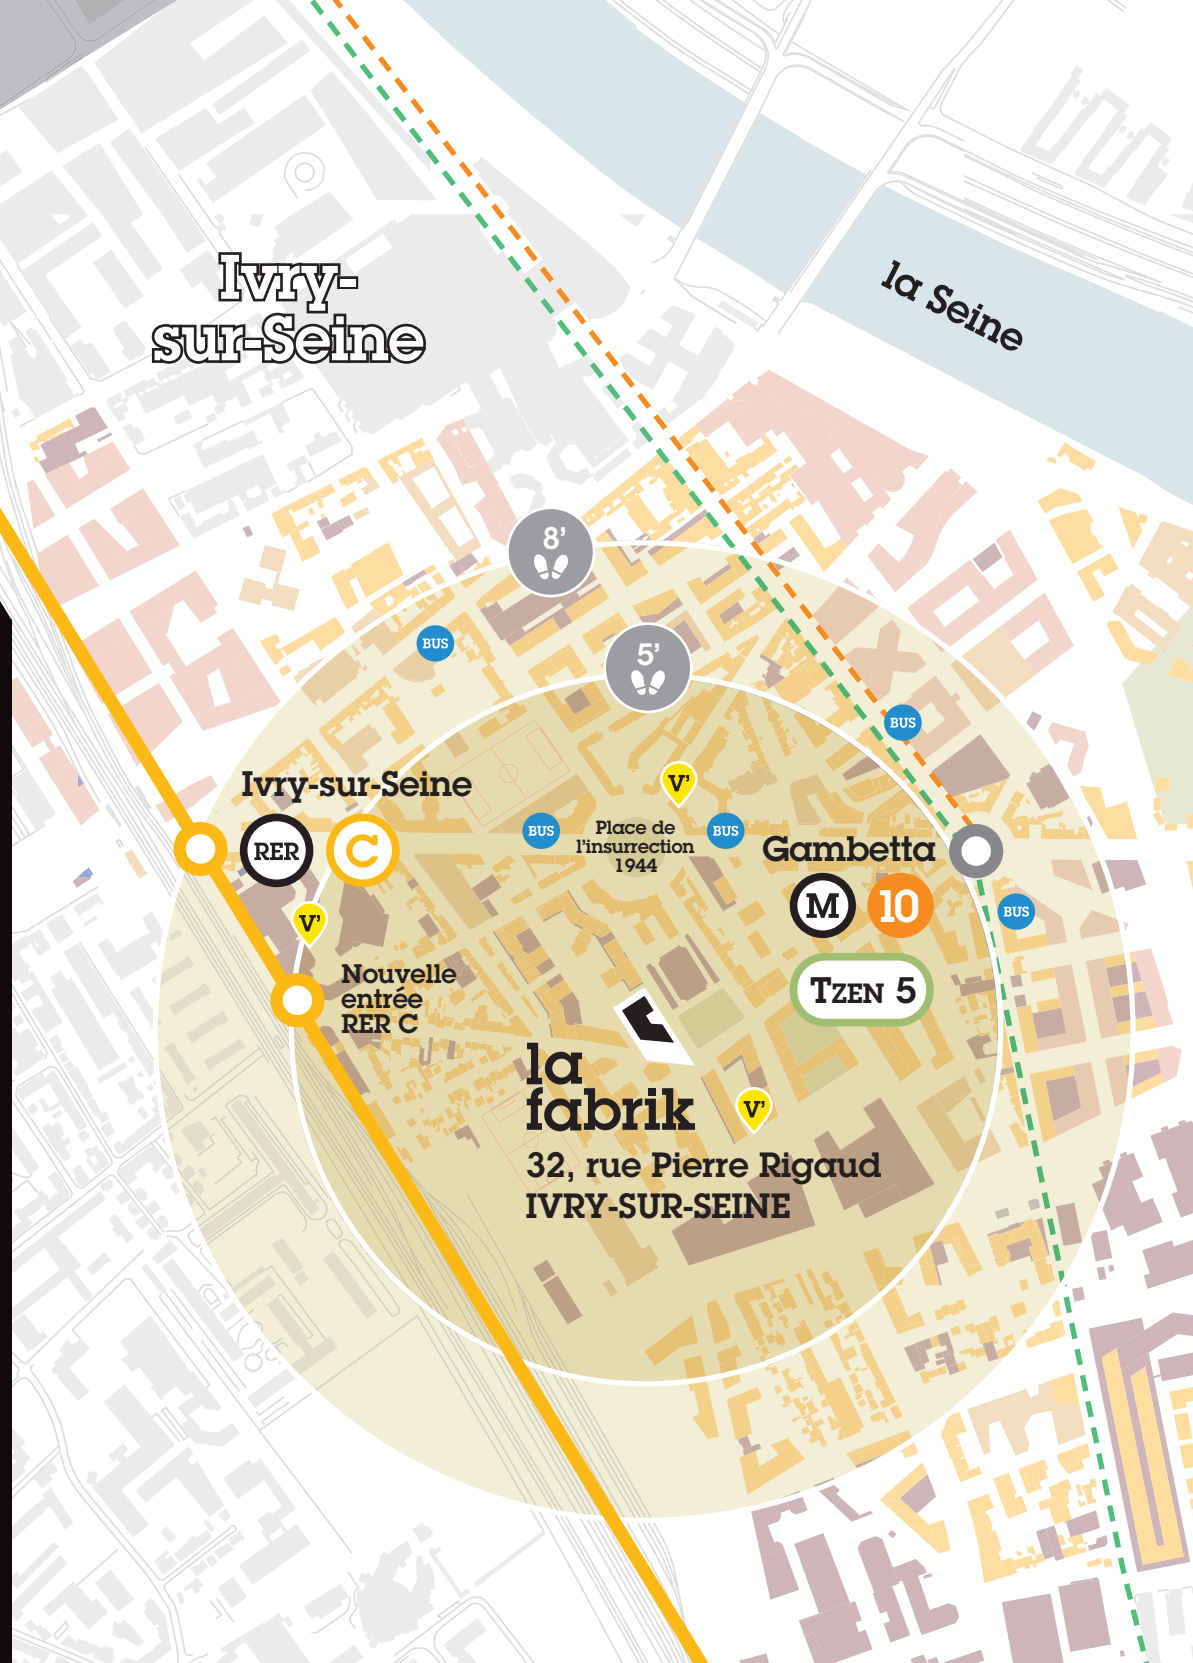 Ivry-
sur-Seine
la Seine
8’
5’
BUS
BUS
Ivry-sur-Seine
RER C
V’
BUS
Place de
l’insurrection
1944
BUS
Gambetta
M 10
BUS
V’
Nouvelle
entrée
RER C
TZEN 5
la
fabrik
V’
32, rue Pierre Rigaud
IVRY-SUR-SEINE